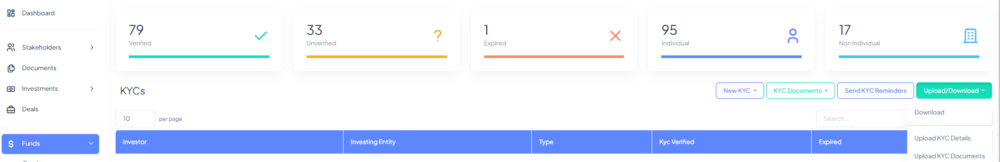 Dashboard
Stakeholders
Documents
Investments
Deals
Funds
79
Verified
33
Unverified
?
1
Expired
95
Individual
17
Non Individual
KYCs
New KYC
KYC Documents
Send KYC Reminders
Upload/Download
10
per page
Search...
Download
Upload KYC Details
Upload KYC Documents
Investor
Investing Entity
Type
Kyc Verified
Expired